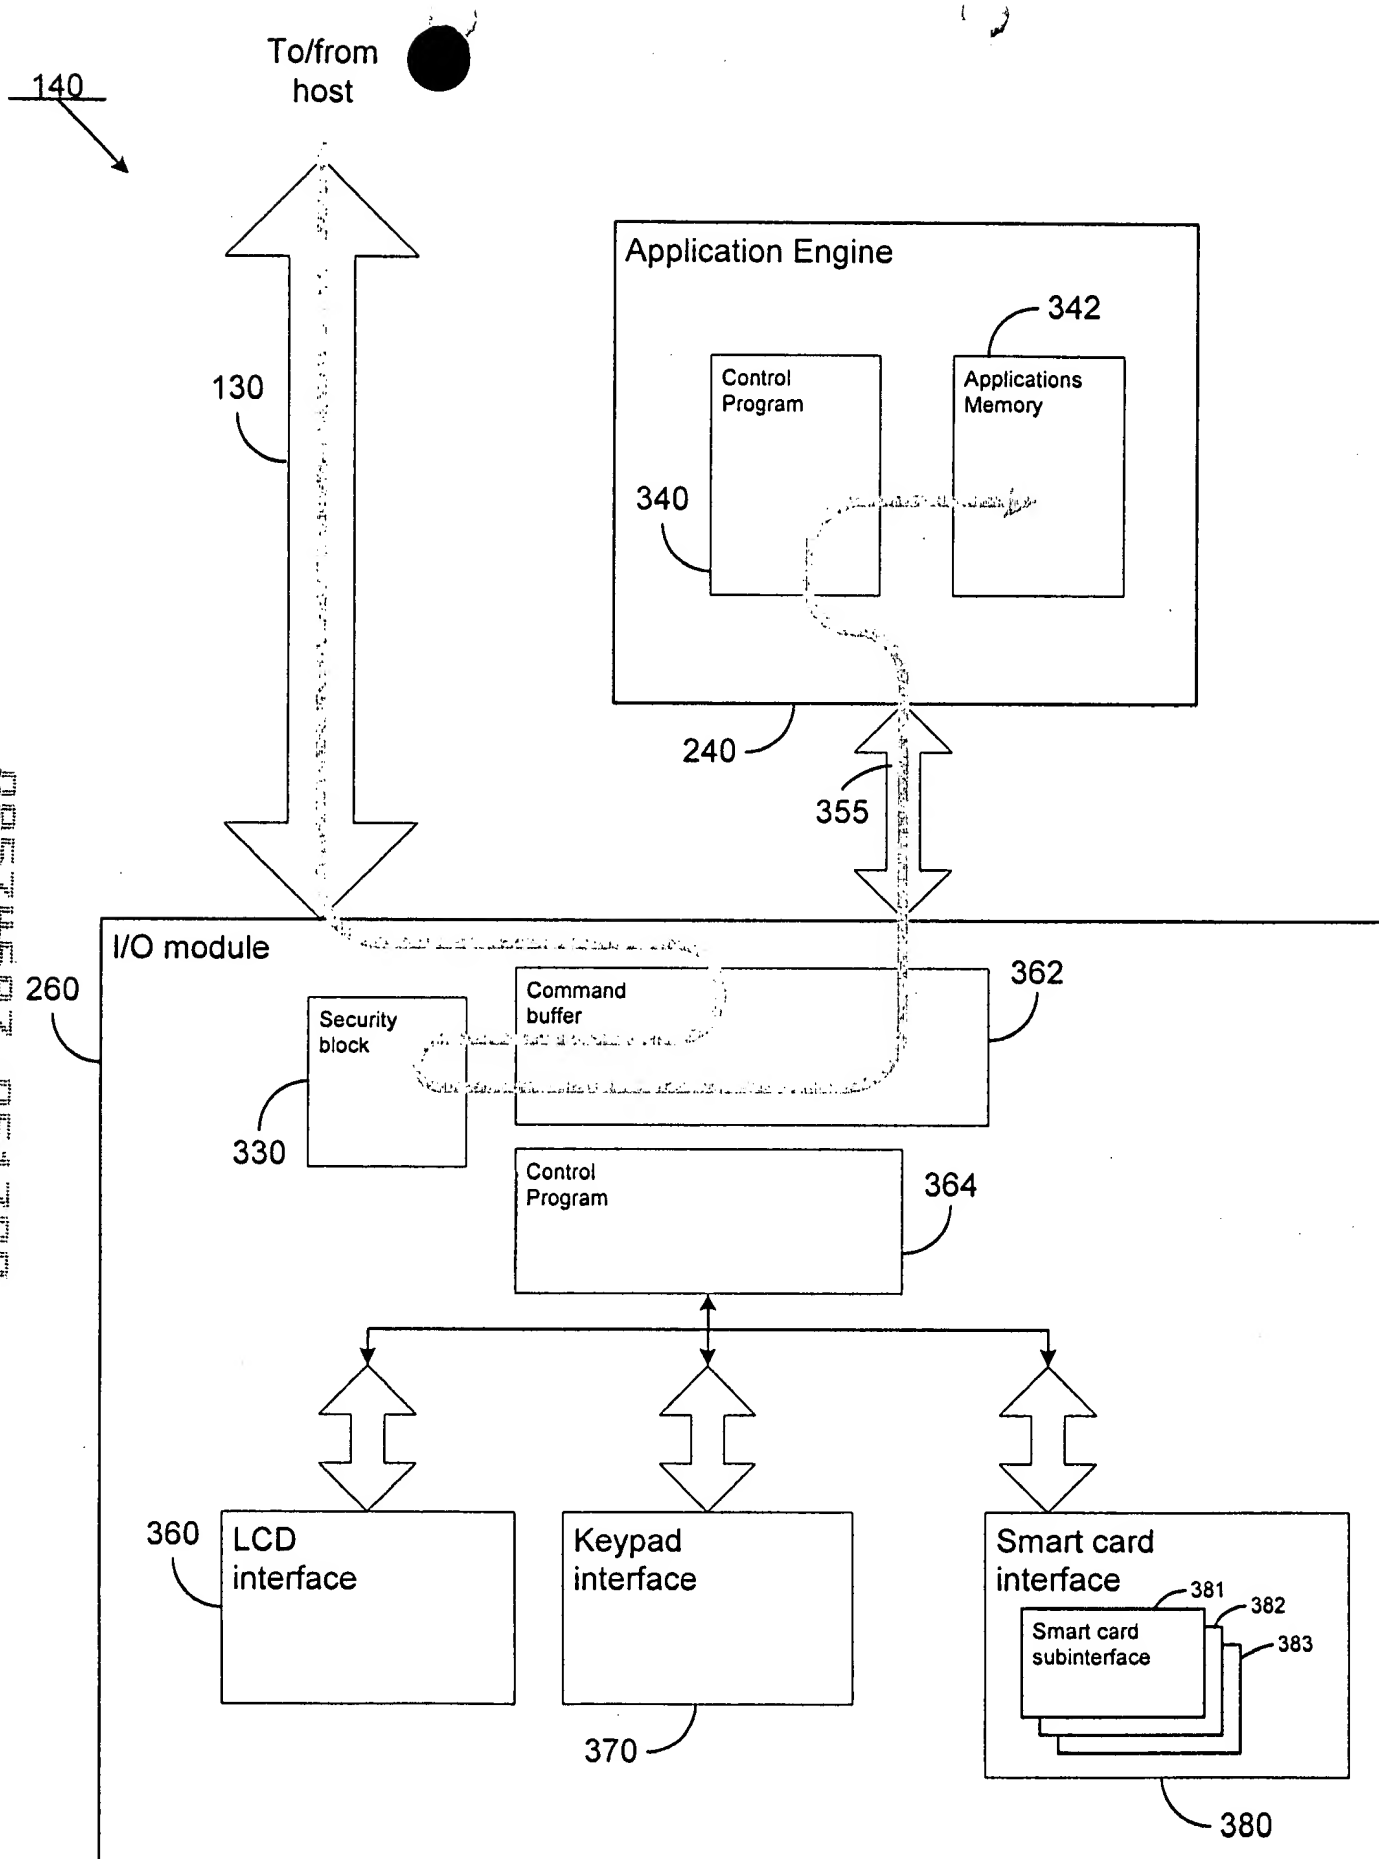 To/from
host
140
Application Engine
342
Control
Program
Applications
Memory
130
340
240
355
I/O module
260
Command
buffer
362
Security
block
330
Control
Program
364
360
LCD
interface
Keypad
interface
Smart card
interface
381
382
383
Smart card
subinterface
370
380